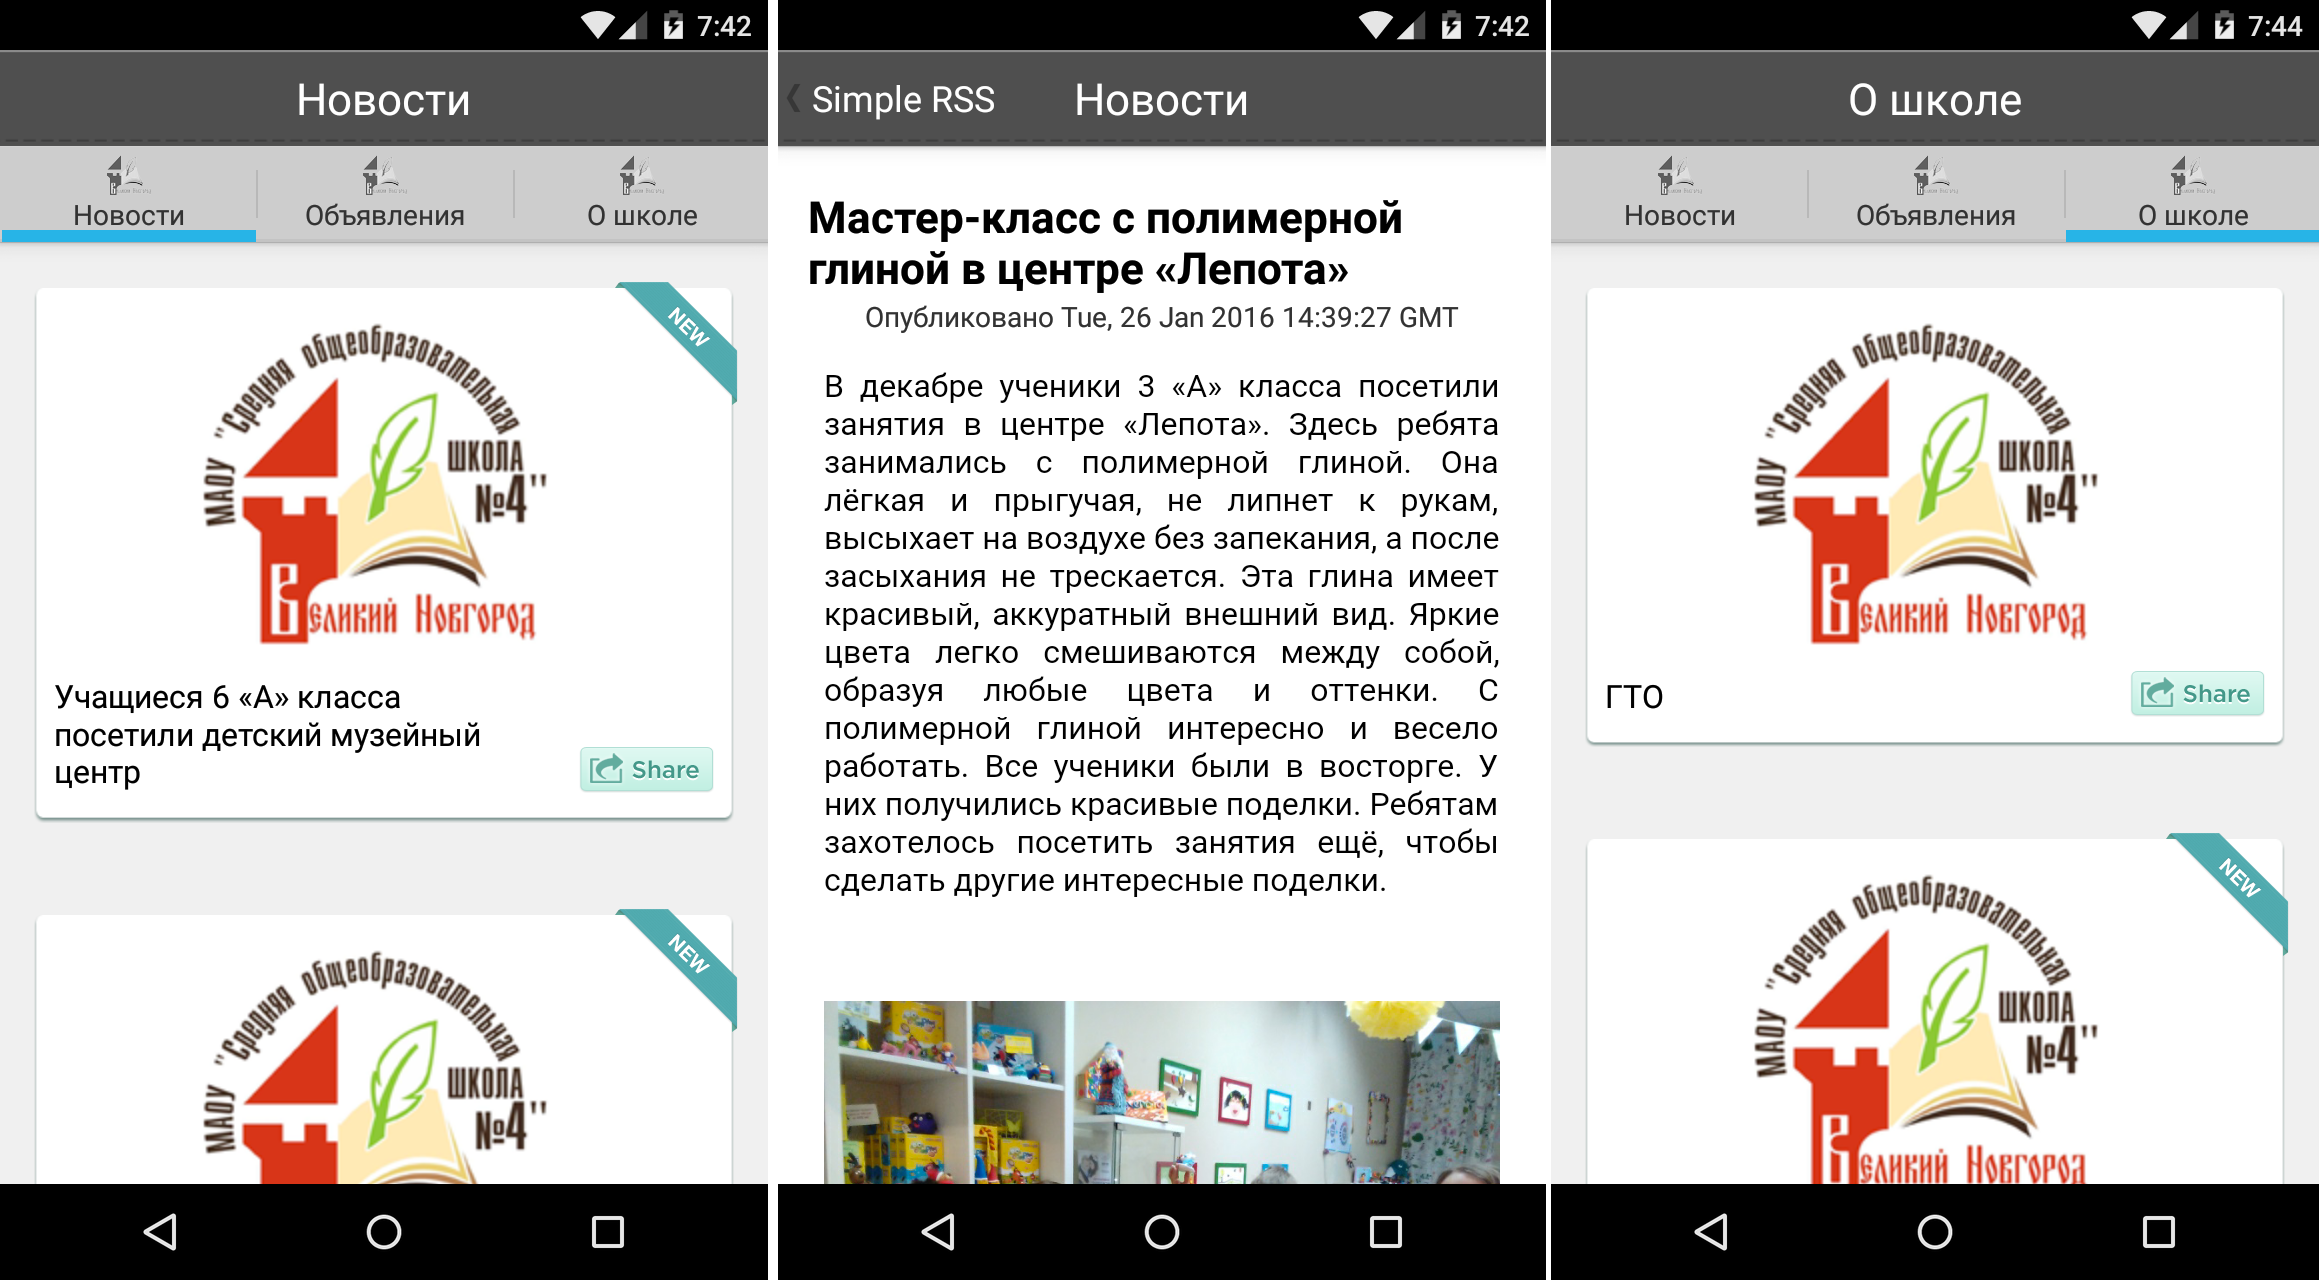 7:42
Новости
Новости
Объявления
О школе
NEW
МАОУ "Средняя общеобразовательная
ШКОЛА
№4"
Великий Новгород
Учащиеся 6 «А» класса
посетили детский музейный
центр
Share
NEW
МАОУ "Средняя общеобразовательная
ШКОЛА
№4"
7:42
Simple RSS
Новости
Мастер-класс с полимерной
глиной в центре «Лепота»
Опубликовано Tue, 26 Jan 2016 14:39:27 GMT
В декабре ученики 3 «А» класса посетили
занятия в центре «Лепота». Здесь ребята
занимались с полимерной глиной. Она
лёгкая и прыгучая, не липнет к рукам,
высыхает на воздухе без запекания, а после
засыхания не трескается. Эта глина имеет
красивый, аккуратный внешний вид. Яркие
цвета легко смешиваются между собой,
образуя любые цвета и оттенки. С
полимерной глиной интересно и весело
работать. Все ученики были в восторге. У
них получились красивые поделки. Ребятам
захотелось посетить занятия ещё, чтобы
сделать другие интересные поделки.
7:44
О школе
Новости
Объявления
О школе
МАОУ "Средняя общеобразовательная
ШКОЛА
№4"
Великий Новгород
ГТО
Share
NEW
МАОУ "Средняя общеобразовательная
ШКОЛА
№4"
Великий Новгород